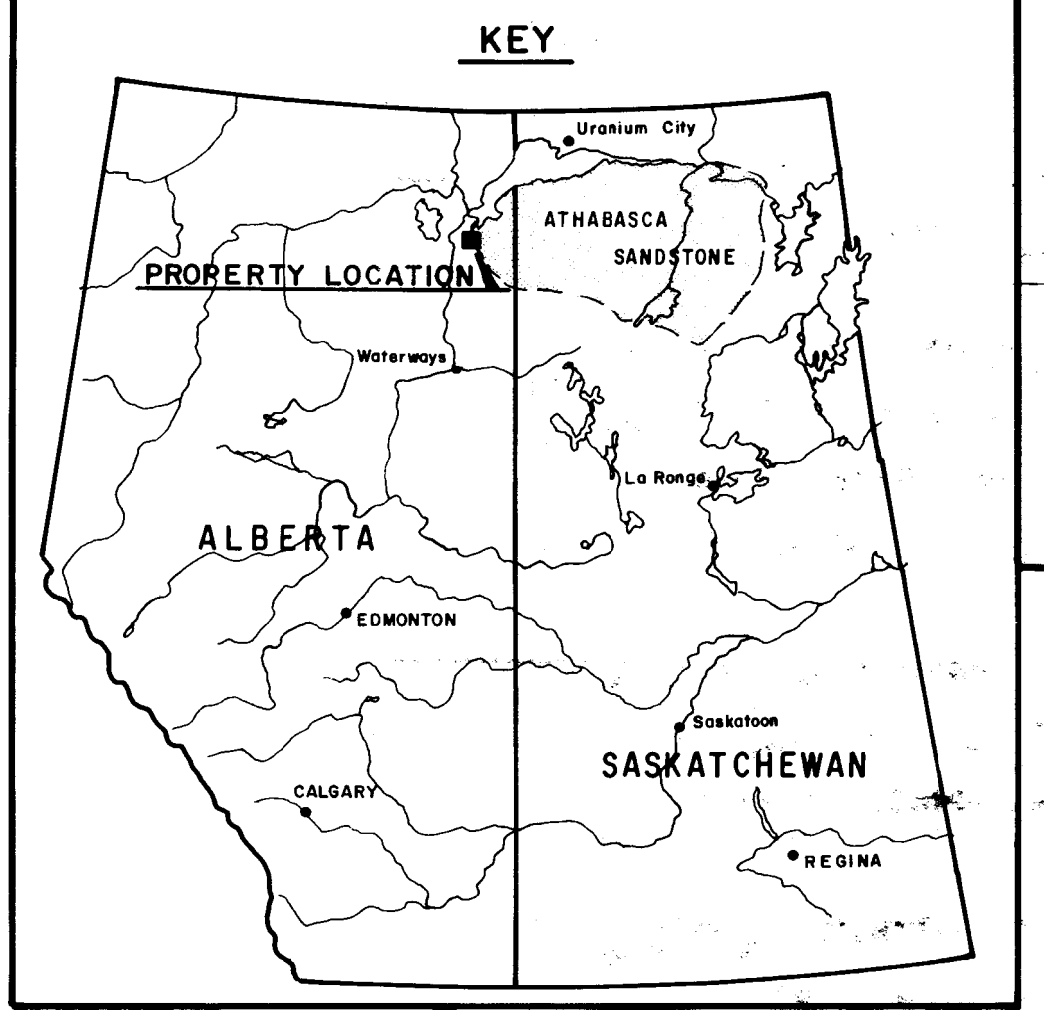 KEY
Uranium City
ATHABASCA
SANDSTONE
PROPERTY LOCATION
Waterways
La Ronge
ALBERTA
EDMONTON
Saskatoon
SASKATCHEWAN
CALGARY
REGINA